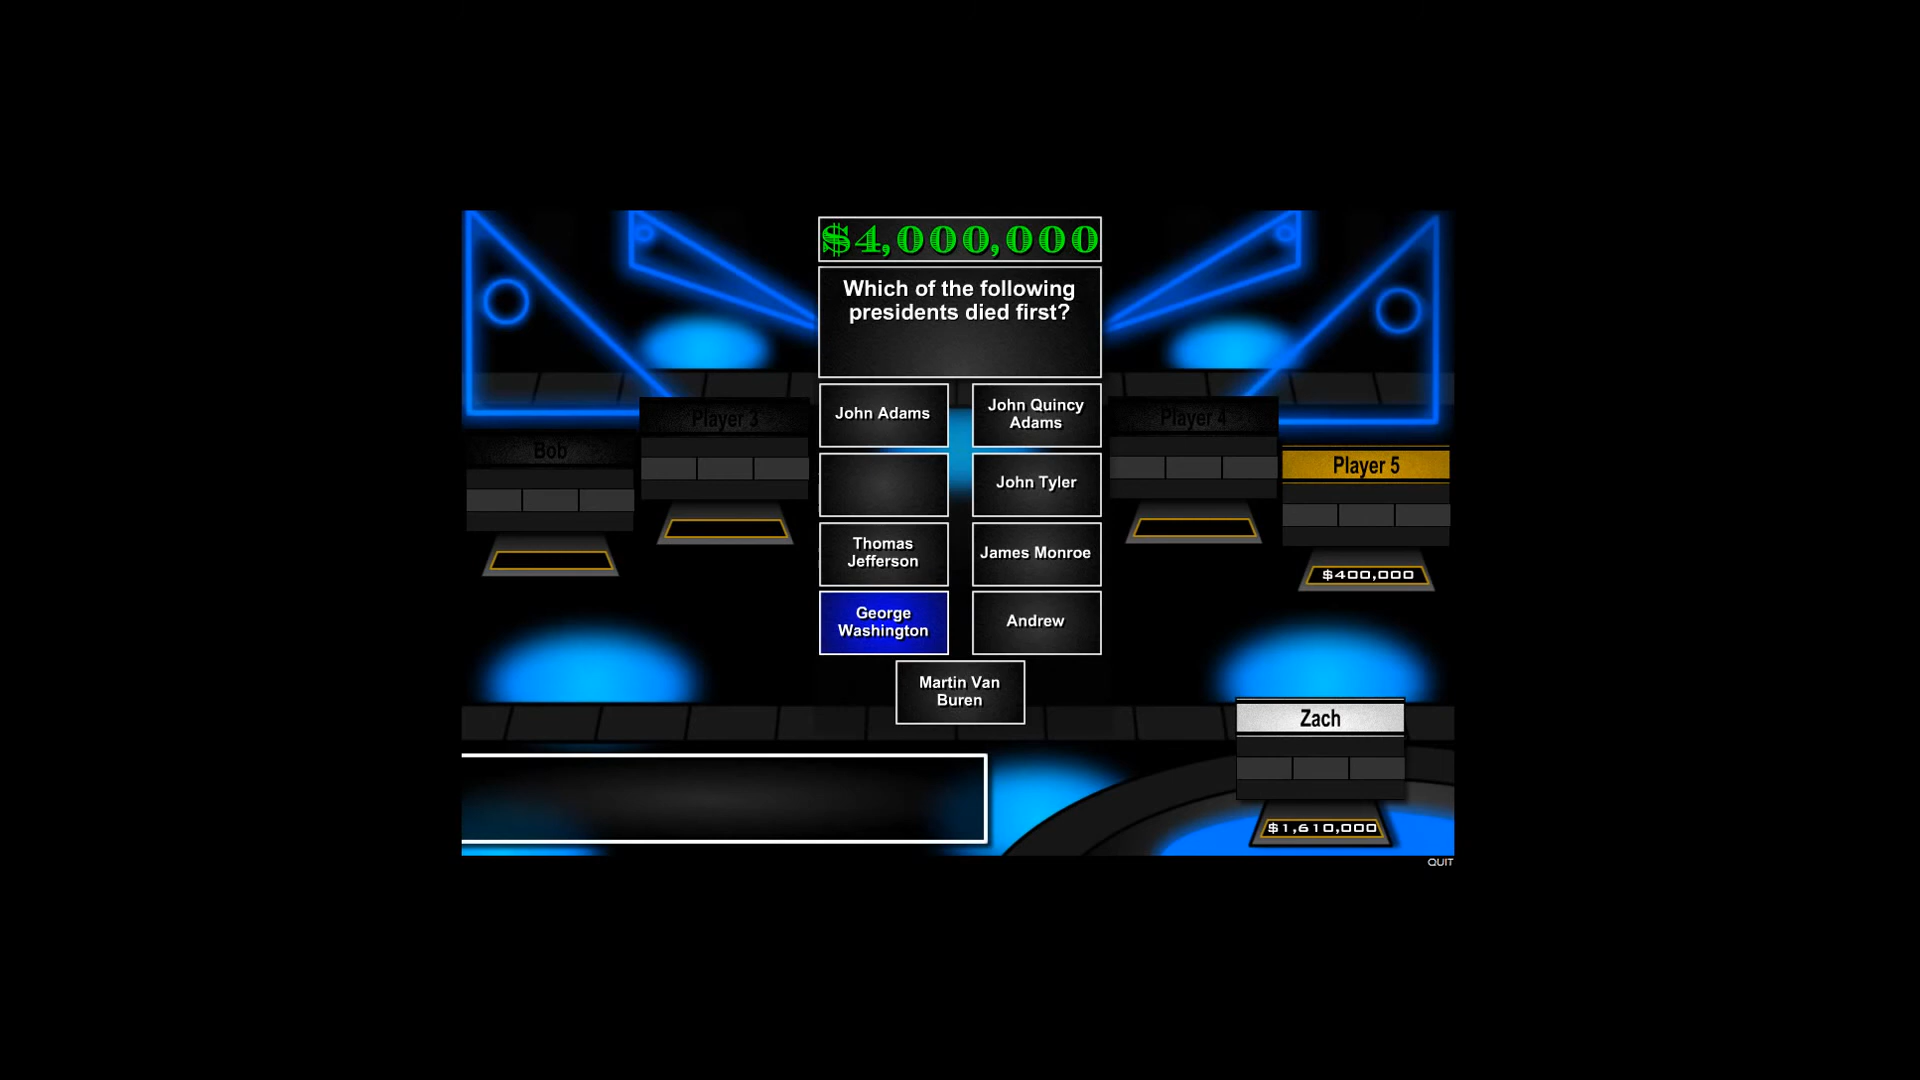 $4,000,000
Which of the following
presidents died first?
John Adams
John Quincy
Adams
John Tyler
Thomas
Jefferson
James Monroe
George
Washington
Andrew
Martin Van
Buren
Bob
Player 3
Player 4
Player 5
$400,000
Zach
$1,610,000
QUIT